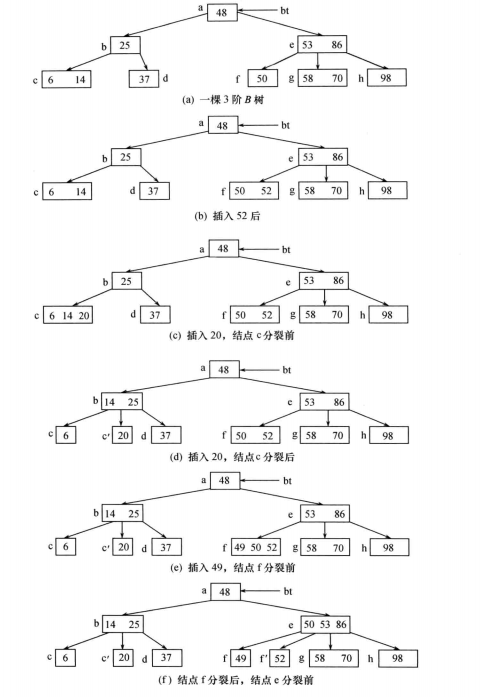 a 48 bt
b 25 e 53 86
c 6 14 37 d f 50 g 58 70 h 98
(a) 一棵 3 阶 B 树
a 48 bt
b 25 e 53 86
c 6 14 d 37 f 50 52 g 58 70 h 98
(b) 插入 52 后
a 48 bt
b 25 e 53 86
c 6 14 20 d 37 f 50 52 g 58 70 h 98
(c) 插入 20，结点 c分裂前
a 48 bt
b 14 25 e 53 86
c 6 c' 20 d 37 f 50 52 g 58 70 h 98
(d) 插入 20，结点c 分裂后
a 48 bt
b 14 25 e 53 86
c 6 c' 20 d 37 f 49 50 52 g 58 70 h 98
(e) 插入 49，结点 f 分裂前
a 48 bt
b 14 25 e 50 53 86
c 6 c' 20 d 37 f 49 f' 52 g 58 70 h 98
(f) 结点 f 分裂后，结点 e 分裂前